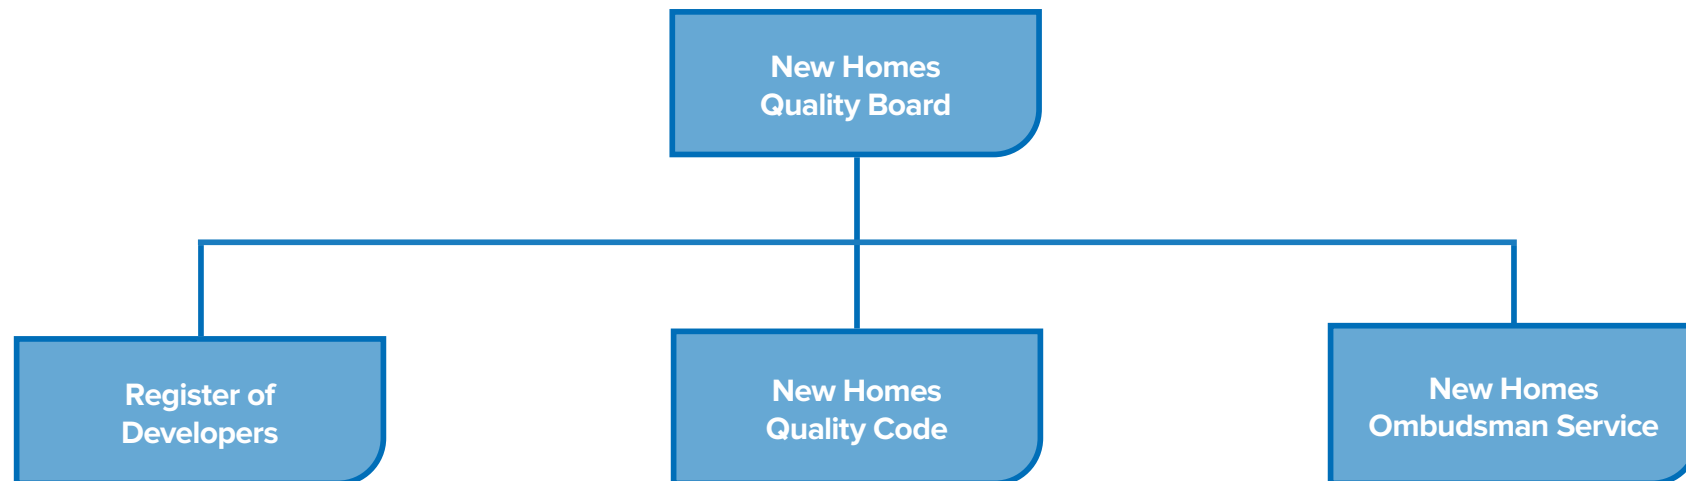 New Homes
Quality Board
Register of
Developers
New Homes
Quality Code
New Homes
Ombudsman Service